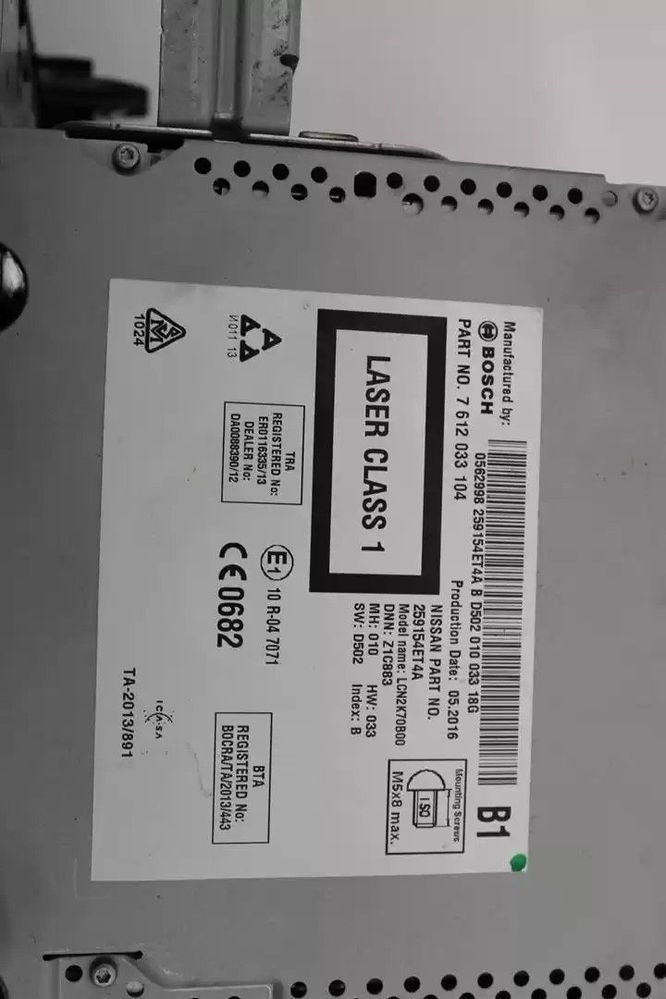 Manufactured by:
BOSCH
PART NO. 7 612 033 104
0562998 259154ET4A B D502 010 033 18G
B1
Production Date: 05.2016
NISSAN PART NO.
259154ET4A
Model name: LCN2K70B00
DNN: Z1C883
MH: 010 HW: 033
SW: D502 Index: B
Mounting Screws
ISO
M5x8 max.
LASER CLASS 1
TRA
REGISTERED No:
ER0116335/13
DEALER No:
DA0088390/12
E1
10 R-04 7071
CE0682
BTA
REGISTERED No:
BOCRA/TA/2013/443
И011 13
1024
ICASA
TA-2013/891